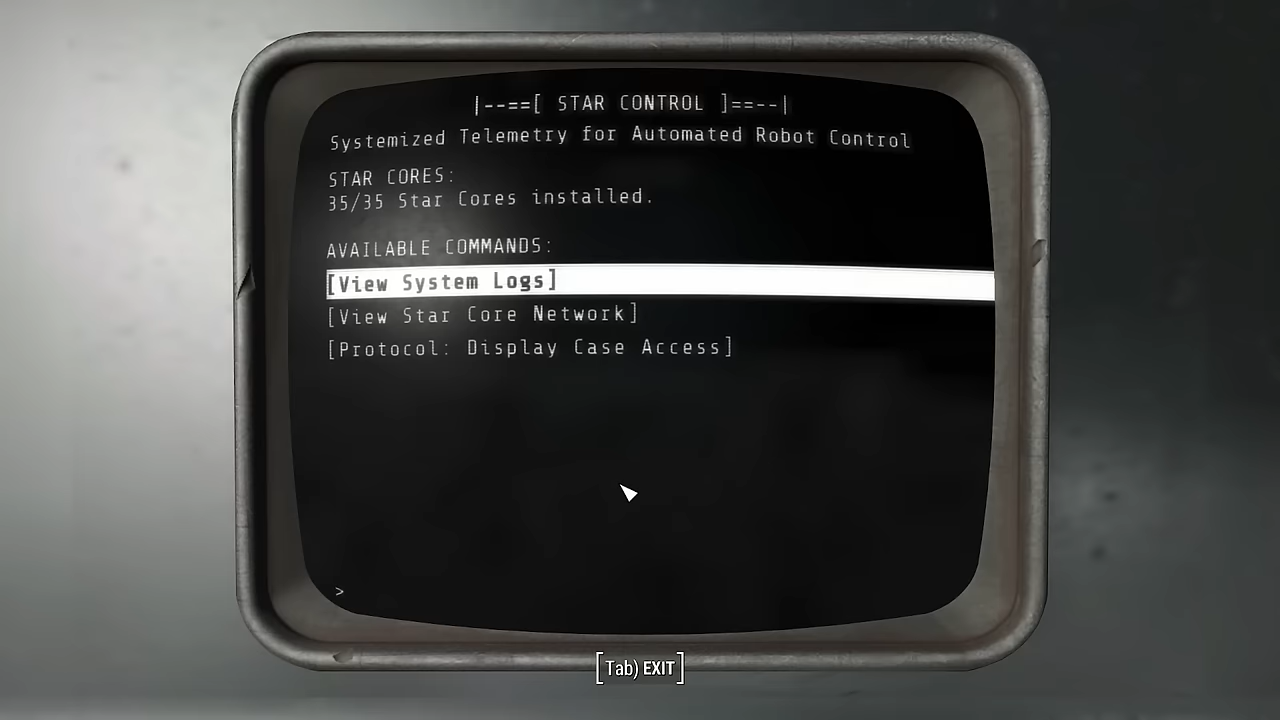 |--==[ STAR CONTROL ]==--|
Systemized Telemetry for Automated Robot Control
STAR CORES:
35/35 Star Cores installed.
AVAILABLE COMMANDS:
[View System Logs]
[View Star Core Network]
[Protocol: Display Case Access]
>
[Tab) EXIT]